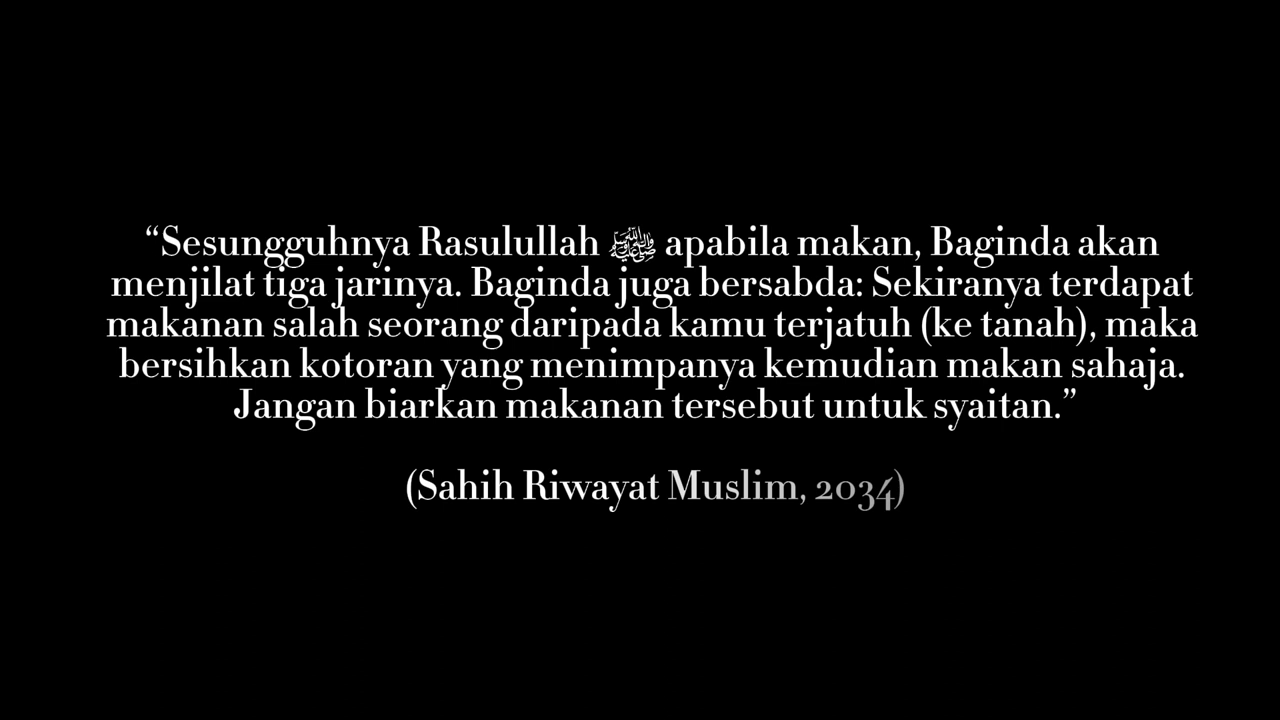 “Sesungguhnya Rasulullah ﷺ apabila makan, Baginda akan
menjilat tiga jarinya. Baginda juga bersabda: Sekiranya terdapat
makanan salah seorang daripada kamu terjatuh (ke tanah), maka
bersihkan kotoran yang menimpanya kemudian makan sahaja.
Jangan biarkan makanan tersebut untuk syaitan.”
(Sahih Riwayat Muslim, 2034)